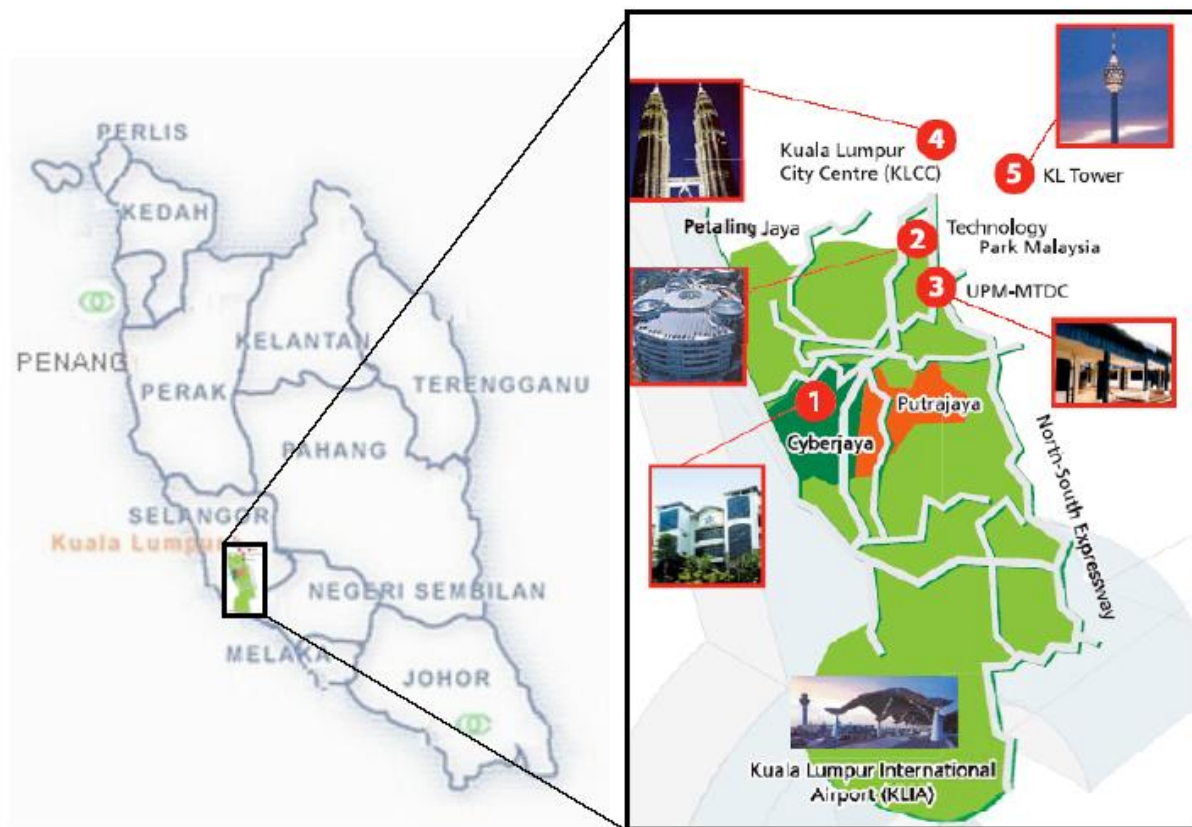 PERLIS
KEDAH
PENANG
KELANTAN
TERENGGANU
PERAK
PAHANG
SELANGOR
Kuala Lumpur
NEGERI SEMBILAN
MELAKA
JOHOR
4
Kuala Lumpur
City Centre (KLCC)
5
KL Tower
Petaling Jaya
2
Technology
Park Malaysia
3
UPM-MTDC
1
Putrajaya
Cyberjaya
North-South Expressway
Kuala Lumpur International
Airport (KLIA)